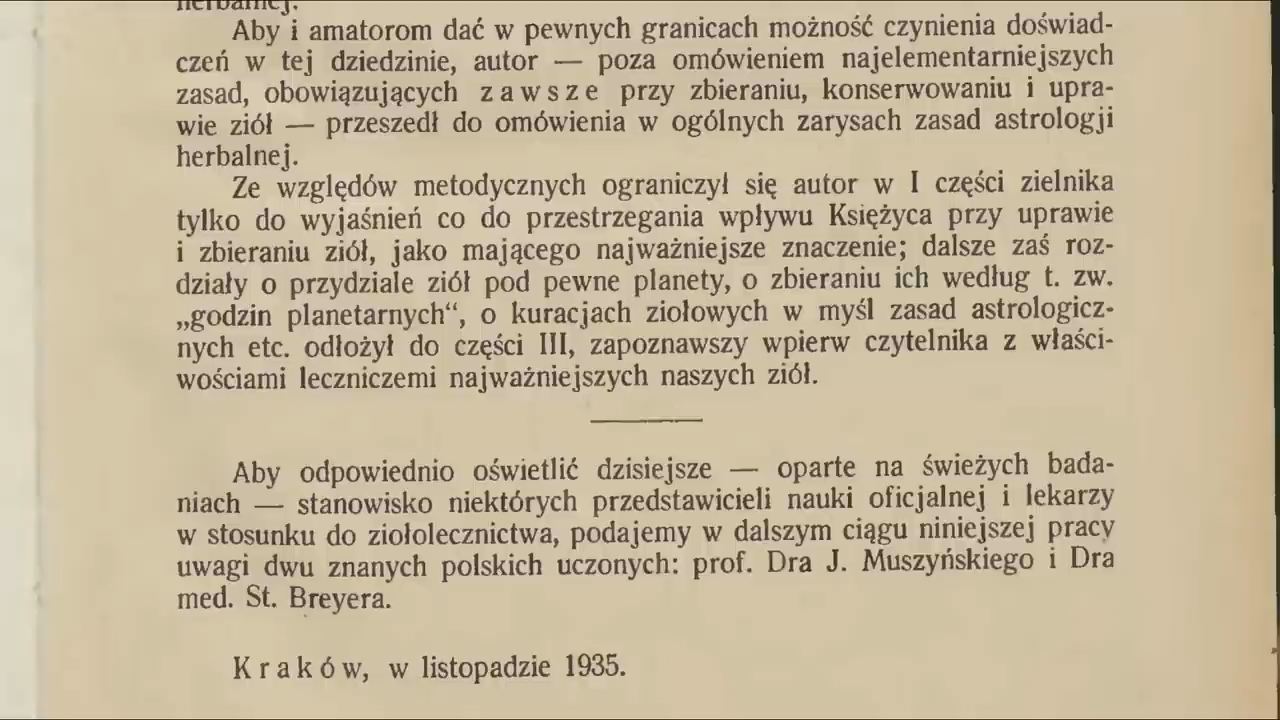 herbalnej.
Aby i amatorom dać w pewnych granicach możność czynienia doświad-
czeń w tej dziedzinie, autor — poza omówieniem najelementarniejszych
zasad, obowiązujących zawsze przy zbieraniu, konserwowaniu i upra-
wie ziół — przeszedł do omówienia w ogólnych zarysach zasad astrologji
herbalnej.
Ze względów metodycznych ograniczył się autor w I części zielnika
tylko do wyjaśnień co do przestrzegania wpływu Księżyca przy uprawie
i zbieraniu ziół, jako mającego najważniejsze znaczenie; dalsze zaś roz-
działy o przydziale ziół pod pewne planety, o zbieraniu ich według t. zw.
„godzin planetarnych“, o kuracjach ziołowych w myśl zasad astrologicz-
nych etc. odłożył do części III, zapoznawszy wpierw czytelnika z właści-
wościami leczniczemi najważniejszych naszych ziół.
Aby odpowiednio oświetlić dzisiejsze — oparte na świeżych bada-
niach — stanowisko niektórych przedstawicieli nauki oficjalnej i lekarzy
w stosunku do ziołolecznictwa, podajemy w dalszym ciągu niniejszej pracy
uwagi dwu znanych polskich uczonych: prof. Dra J. Muszyńskiego i Dra
med. St. Breyera.
Kraków, w listopadzie 1935.